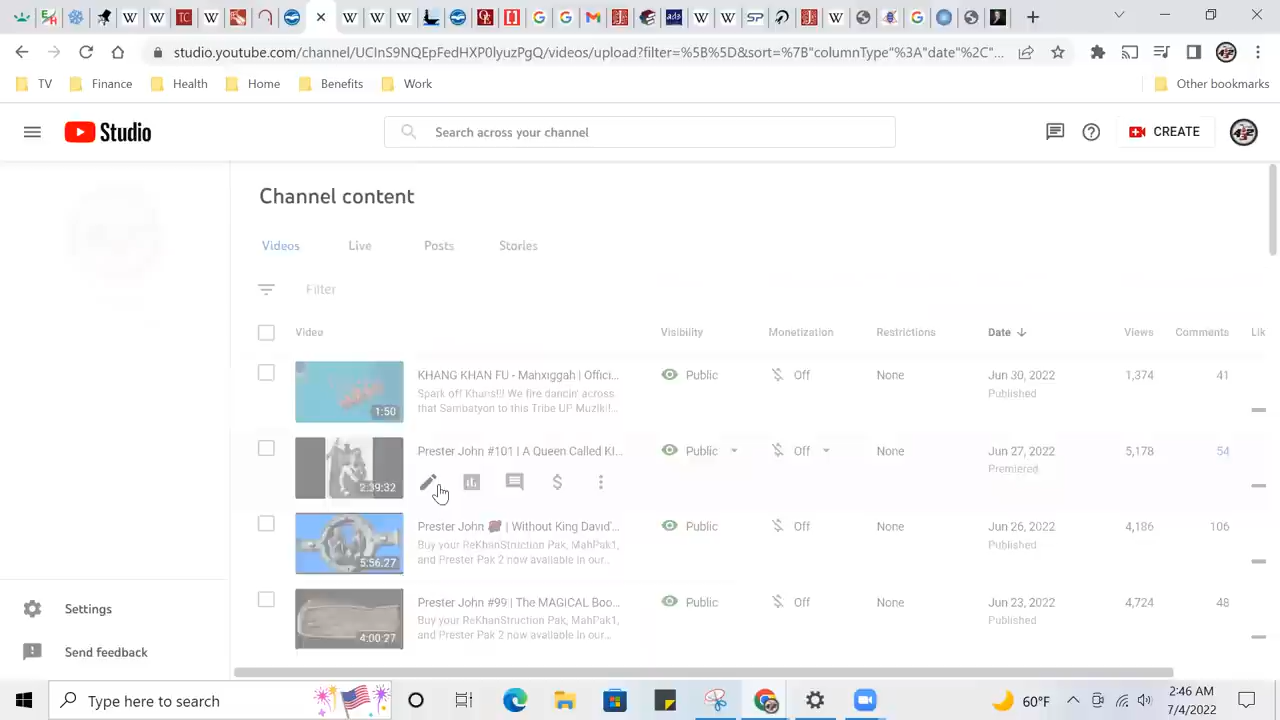 studio.youtube.com/channel/UCInS9NQEpFedHXP0lyuzPgQ/videos/upload?filter=%5B%5D&sort=%7B"columnType"%3A"date"%2C"...
TV Finance Health Home Benefits Work Other bookmarks
Studio Search across your channel CREATE
Channel content
Videos Live Posts Stories
Filter
Video Visibility Monetization Restrictions Date Views Comments Lik
KHANG KHAN FU - Mahxiggah | Offici... Public Off None Jun 30, 2022 1,374 41
Spark off Khans!!! We fire dancin' across Published
that Sambatyon to this Tribe UP Muzik!...
1:50
Prester John #101 | A Queen Called KI... Public Off None Jun 27, 2022 5,178 54
Premiered
2:39:32
Prester John | Without King David'... Public Off None Jun 26, 2022 4,186 106
Buy your ReKhanStruction Pak, MahPak1, Published
and Prester Pak 2 now available in our...
5:56:27
Prester John #99 | The MAGICAL Boo... Public Off None Jun 23, 2022 4,724 48
Buy your ReKhanStruction Pak, MahPak1, Published
and Prester Pak 2 now available in our...
4:00:27
Settings
Send feedback
Type here to search 60°F 2:46 AM
7/4/2022